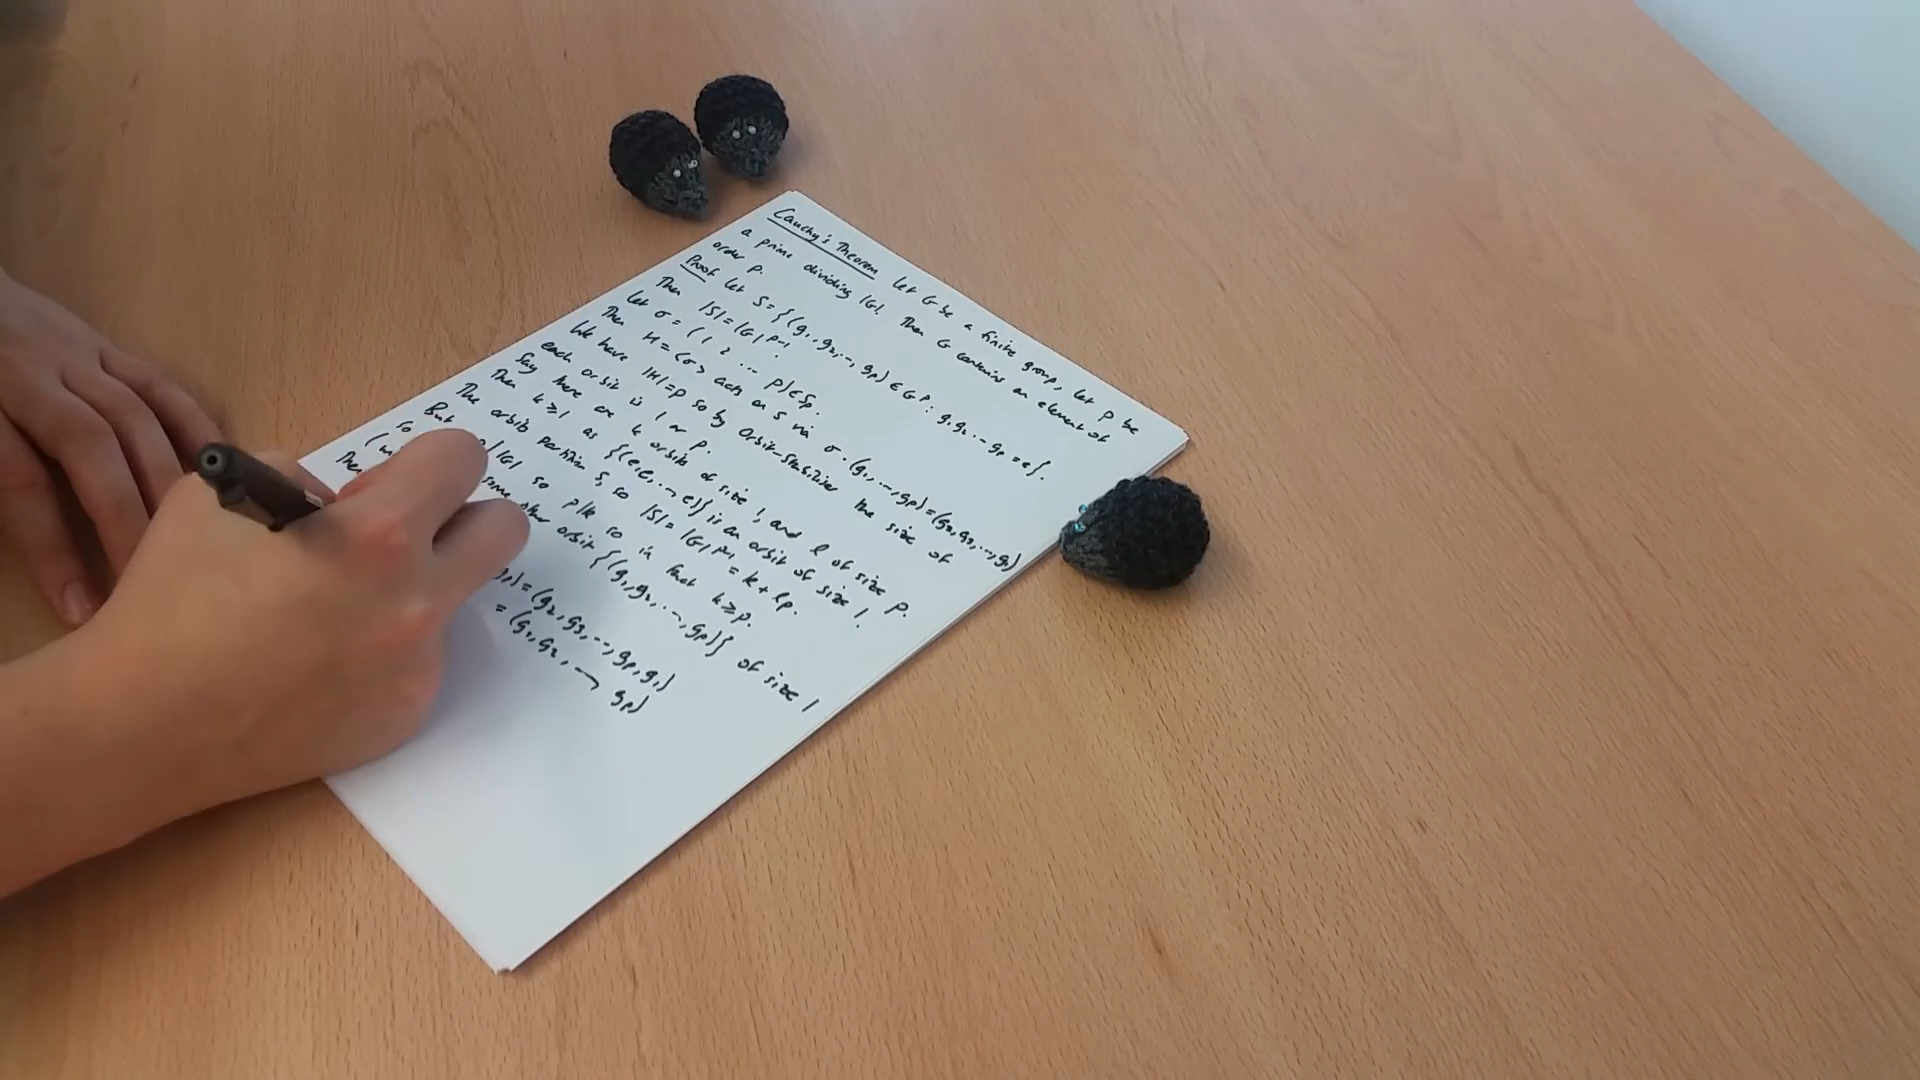 Cauchy's Theorem Let G be a finite group, let p be
a prime dividing |G|. Then G contains an element of
order p.
Proof Let S = {(g₁, g₂, ..., gₚ) ∈ Gᵖ : g₁g₂...gₚ = e}.
Then |S| = |G|ᵖ⁻¹.
Let σ = (1 2 ... p) ∈ Sₚ.
Then H = <σ> acts on S via σ·(g₁, ..., gₚ) = (g₂, g₃, ..., g₁)
We have |H| = p so by Orbit-Stabiliser the size of
each orbit is 1 or p.
Say there are k orbits of size 1, and l of size p.
Then k ≥ 1 as {(e, e, ..., e)} is an orbit of size 1.
The orbits partition S, so |S| = |G|ᵖ⁻¹ = k + lp.
But p||G| so p|k so in fact k ≥ p.
So some other orbit {(g₁, g₂, ..., gₚ)} of size 1
(
Then gₚ) = (g₂, g₃, ..., gₚ, g₁)
= (g₁, g₂, ..., gₚ)